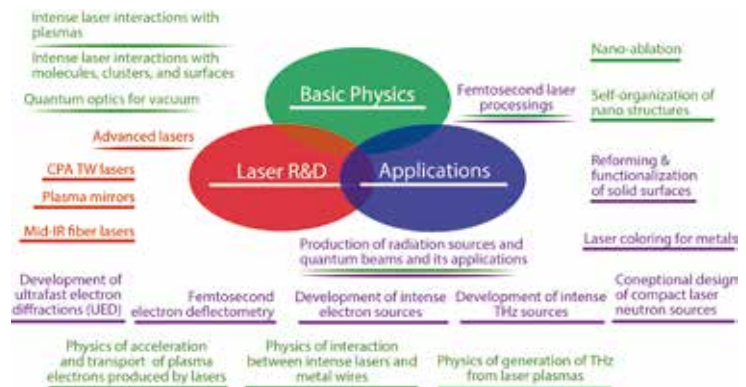 Intense laser interactions with
plasmas
Intense laser interactions with
molecules, clusters, and surfaces
Quantum optics for vacuum
Advanced lasers
CPA TW lasers
Plasma mirrors
Mid-IR fiber lasers
Basic Physics
Laser R&D
Applications
Femtosecond laser
processings
Nano-ablation
Self-organization of
nano structures
Reforming &
functionalization
of solid surfaces
Laser coloring for metals
Production of radiation sources and
quantum beams and its applications
Development of
ultrafast electron
diffractions (UED)
Femtosecond
electron deflectometry
Development of intense
electron sources
Development of intense
THz sources
Coneptional design
of compact laser
neutron sources
Physics of acceleration
and transport of plasma
electrons produced by lasers
Physics of interaction
between intense lasers and
metal wires
Physics of generation of THz
from laser plasmas